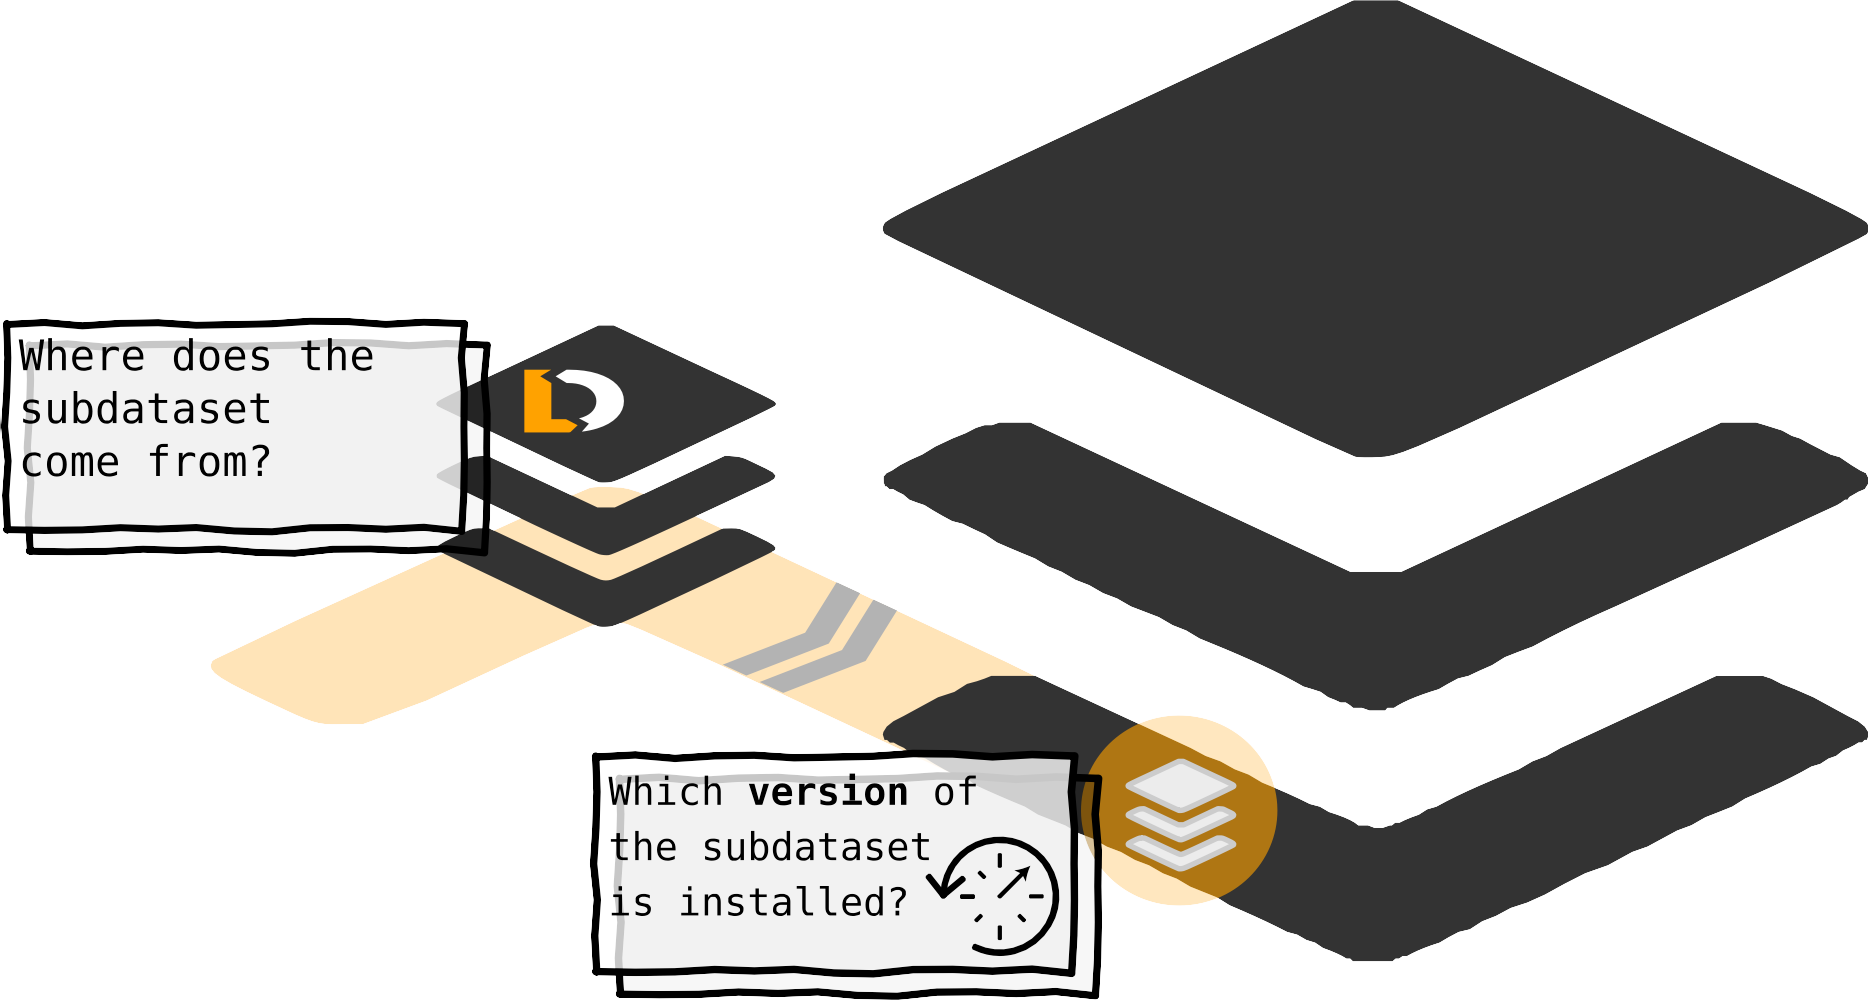 Where does the
subdataset
come from?
Which version of
the subdataset
is installed?